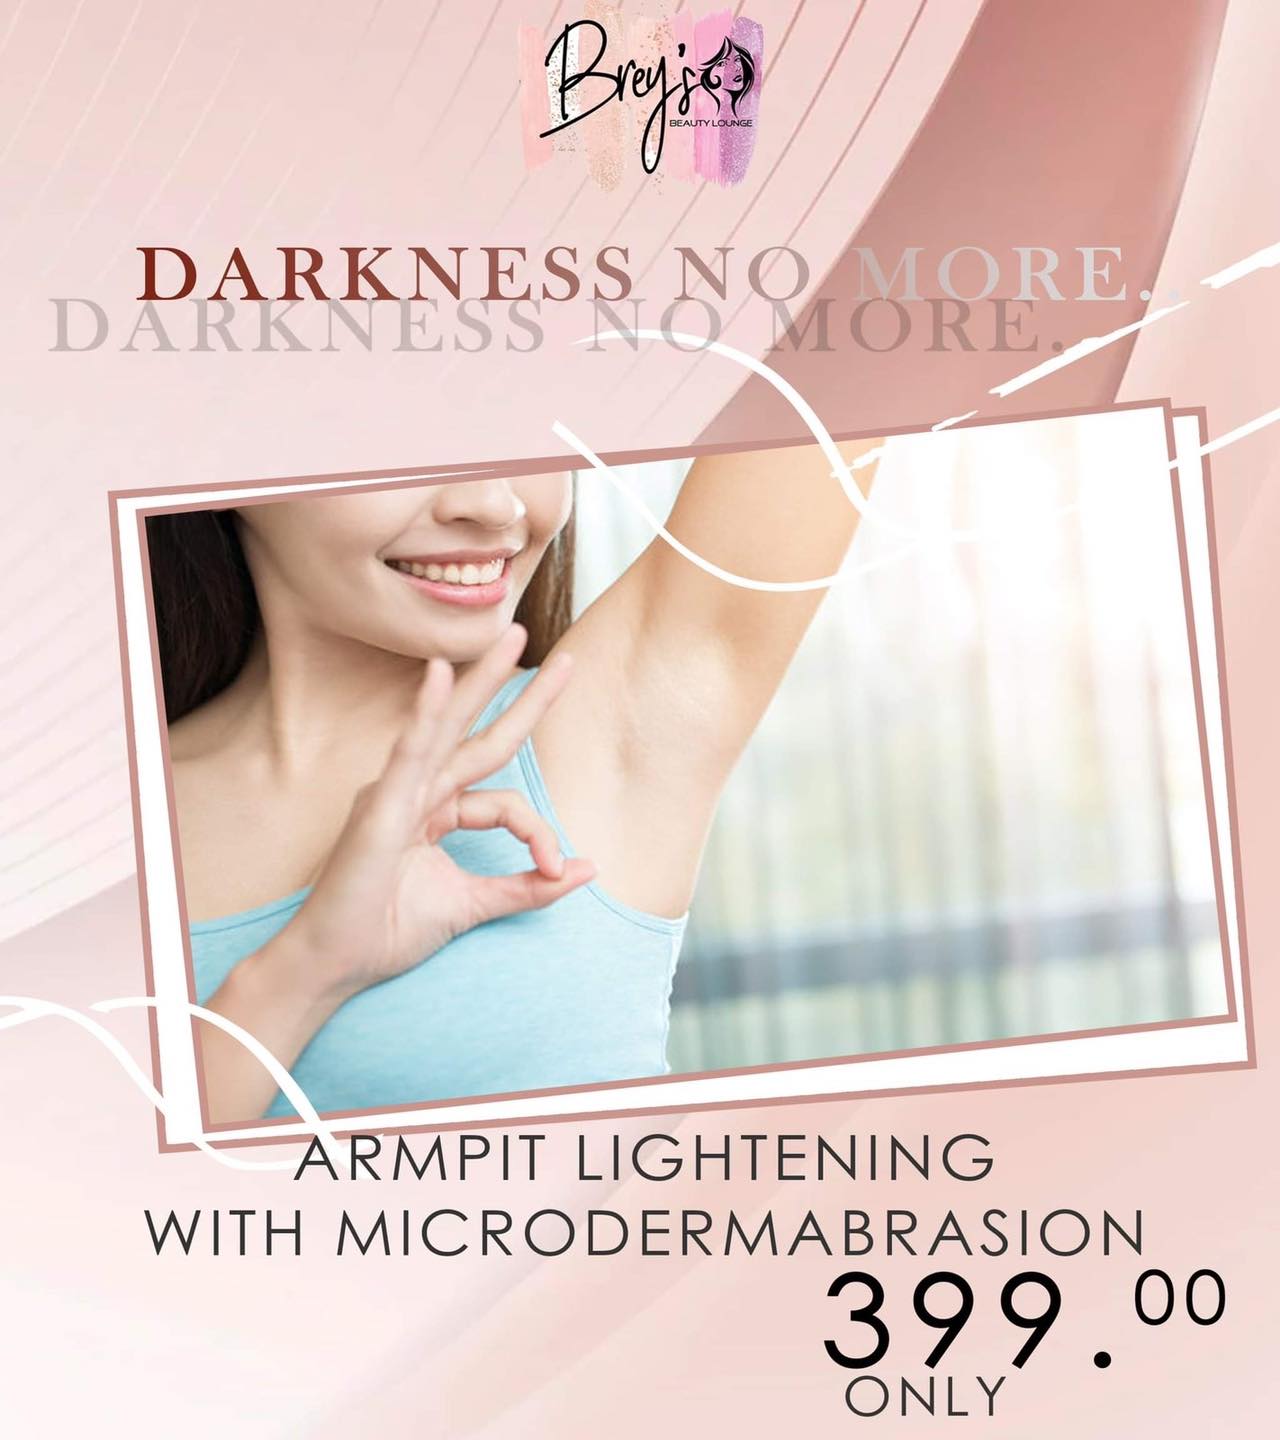 Brey's
BEAUTY LOUNGE
DARKNESS NO MORE..
DARKNESS NO MORE.
ARMPIT LIGHTENING
WITH MICRODERMABRASION
399.00
ONLY